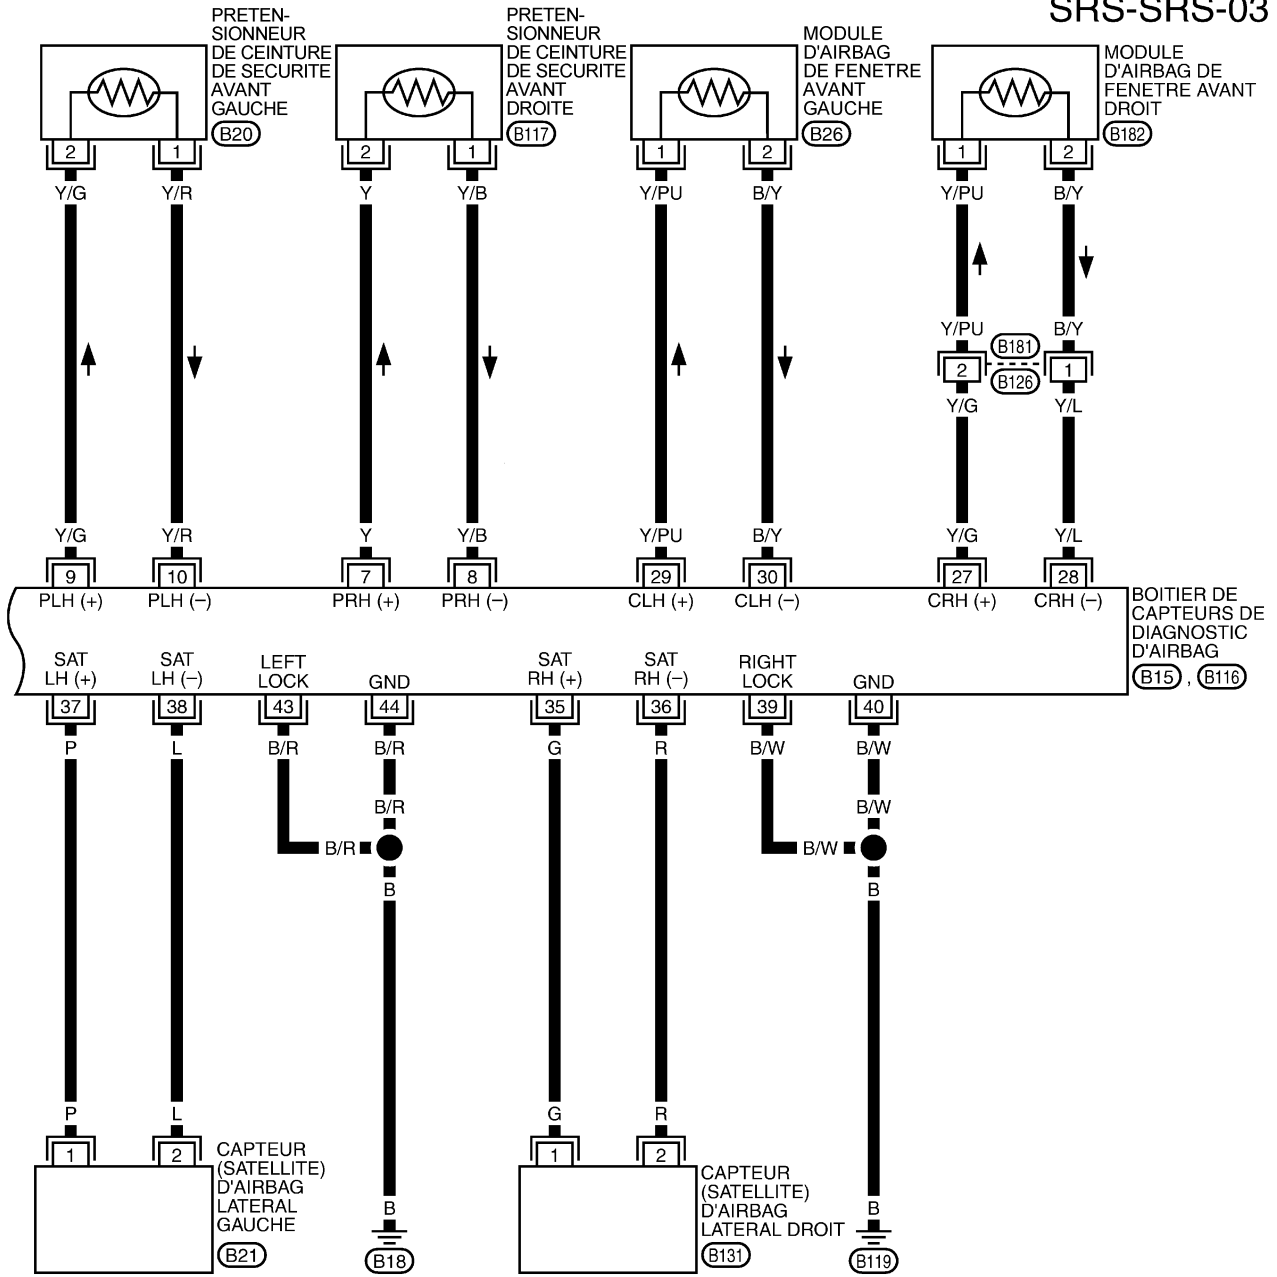 SRS-SRS-03
PRETEN-
SIONNEUR
DE CEINTURE
DE SECURITE
AVANT
GAUCHE
B20
PRETEN-
SIONNEUR
DE CEINTURE
DE SECURITE
AVANT
DROITE
B117
MODULE
D'AIRBAG
DE FENETRE
AVANT
GAUCHE
B26
MODULE
D'AIRBAG DE
FENETRE AVANT
DROIT
B182
2 1 2 1 1 2 1 2
Y/G Y/R Y Y/B Y/PU B/Y Y/PU B/Y
Y/PU B/Y
B181
2 1
B126
Y/G Y/L
Y/G Y/R Y Y/B Y/PU B/Y Y/G Y/L
9 10 7 8 29 30 27 28
PLH (+) PLH (–) PRH (+) PRH (–) CLH (+) CLH (–) CRH (+) CRH (–)
BOITIER DE
CAPTEURS DE
DIAGNOSTIC
D'AIRBAG
B15 , B116
SAT
LH (+)
SAT
LH (–)
LEFT
LOCK
GND
SAT
RH (+)
SAT
RH (–)
RIGHT
LOCK
GND
37 38 43 44 35 36 39 40
P L B/R B/R G R B/W B/W
B/R B/W
B/R B/W
B B
P L G R
1 2 1 2
CAPTEUR
(SATELLITE)
D'AIRBAG
LATERAL
GAUCHE
B21
B
B18
CAPTEUR
(SATELLITE)
D'AIRBAG
LATERAL DROIT
B131
B
B119